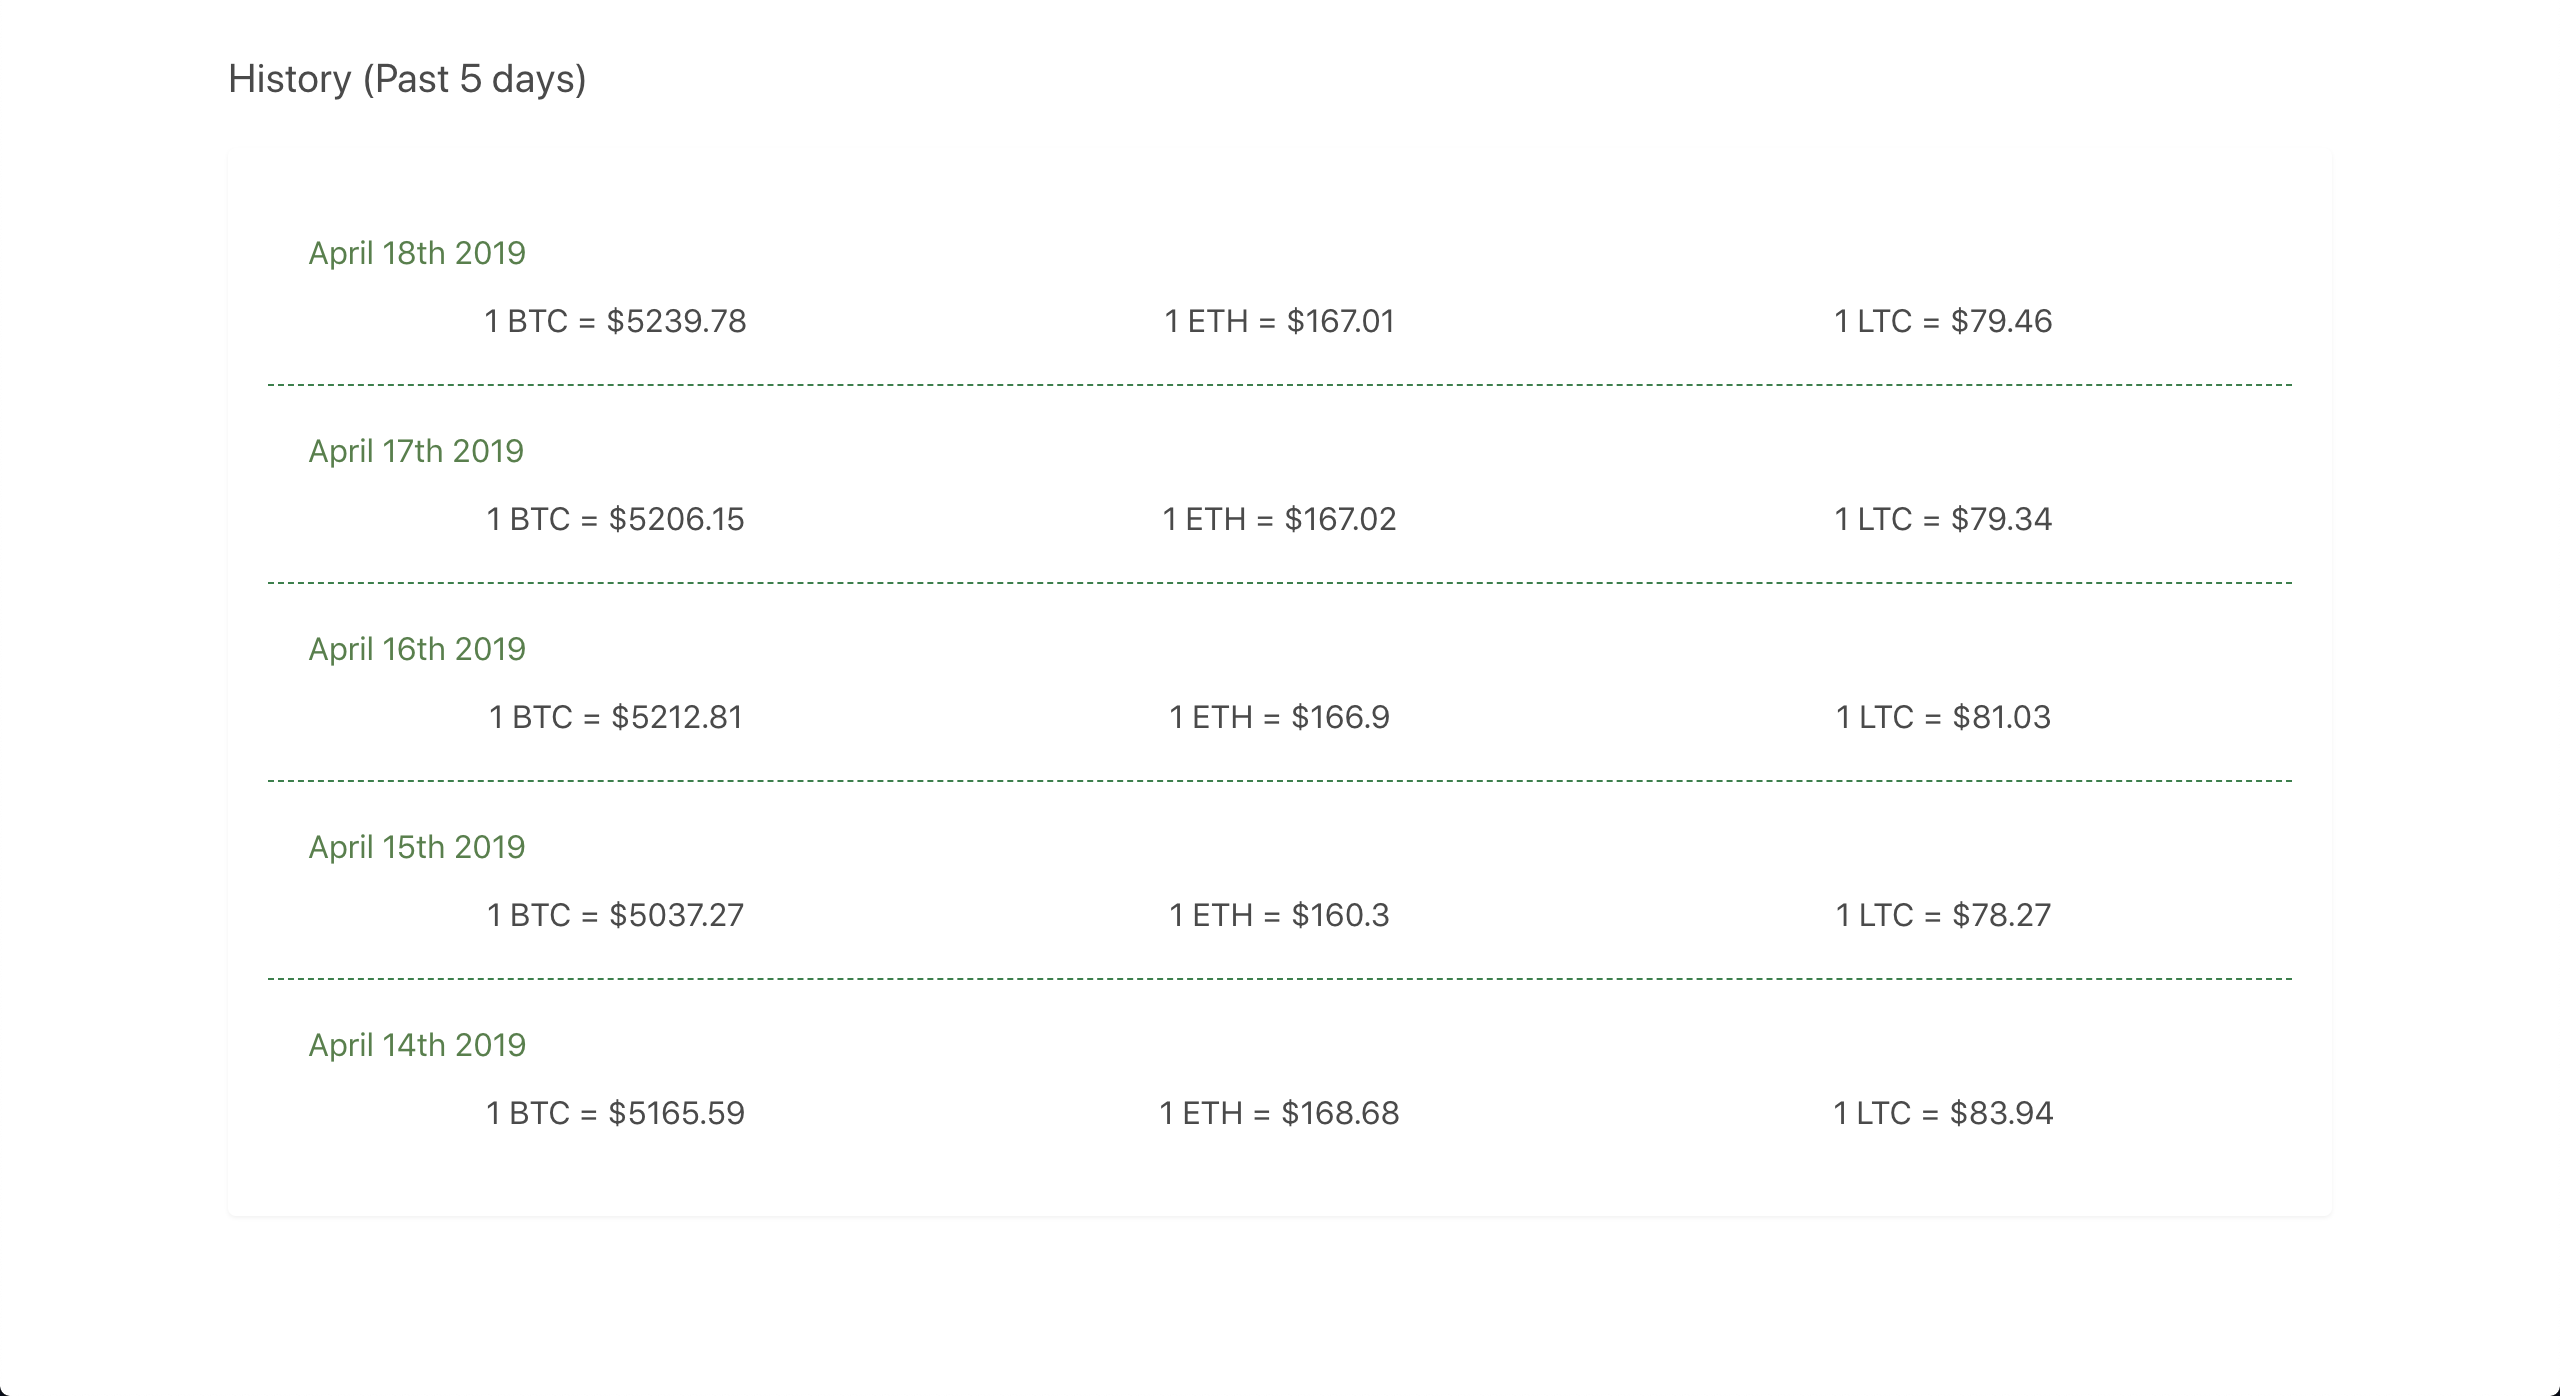 History (Past 5 days)
April 18th 2019
1 BTC = $5239.78 1 ETH = $167.01 1 LTC = $79.46
April 17th 2019
1 BTC = $5206.15 1 ETH = $167.02 1 LTC = $79.34
April 16th 2019
1 BTC = $5212.81 1 ETH = $166.9 1 LTC = $81.03
April 15th 2019
1 BTC = $5037.27 1 ETH = $160.3 1 LTC = $78.27
April 14th 2019
1 BTC = $5165.59 1 ETH = $168.68 1 LTC = $83.94